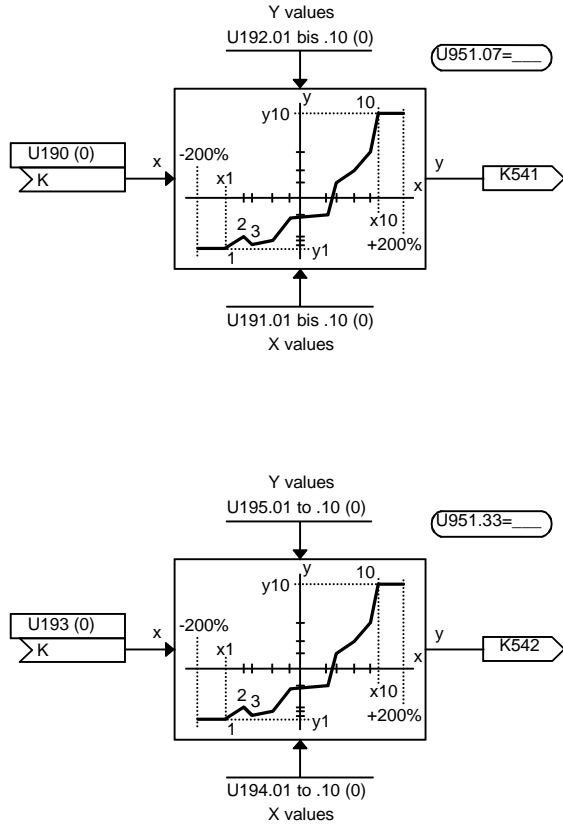 Y values
U192.01 bis .10 (0)
U951.07=___
y
10
y10
U190 (0)
K
x
-200%
x1
y
K541
x
2
3
x10
1
y1
+200%
U191.01 bis .10 (0)
X values
Y values
U195.01 to .10 (0)
U951.33=___
y
10
y10
U193 (0)
K
x
-200%
x1
y
K542
x
2
3
x10
1
y1
+200%
U194.01 to .10 (0)
X values